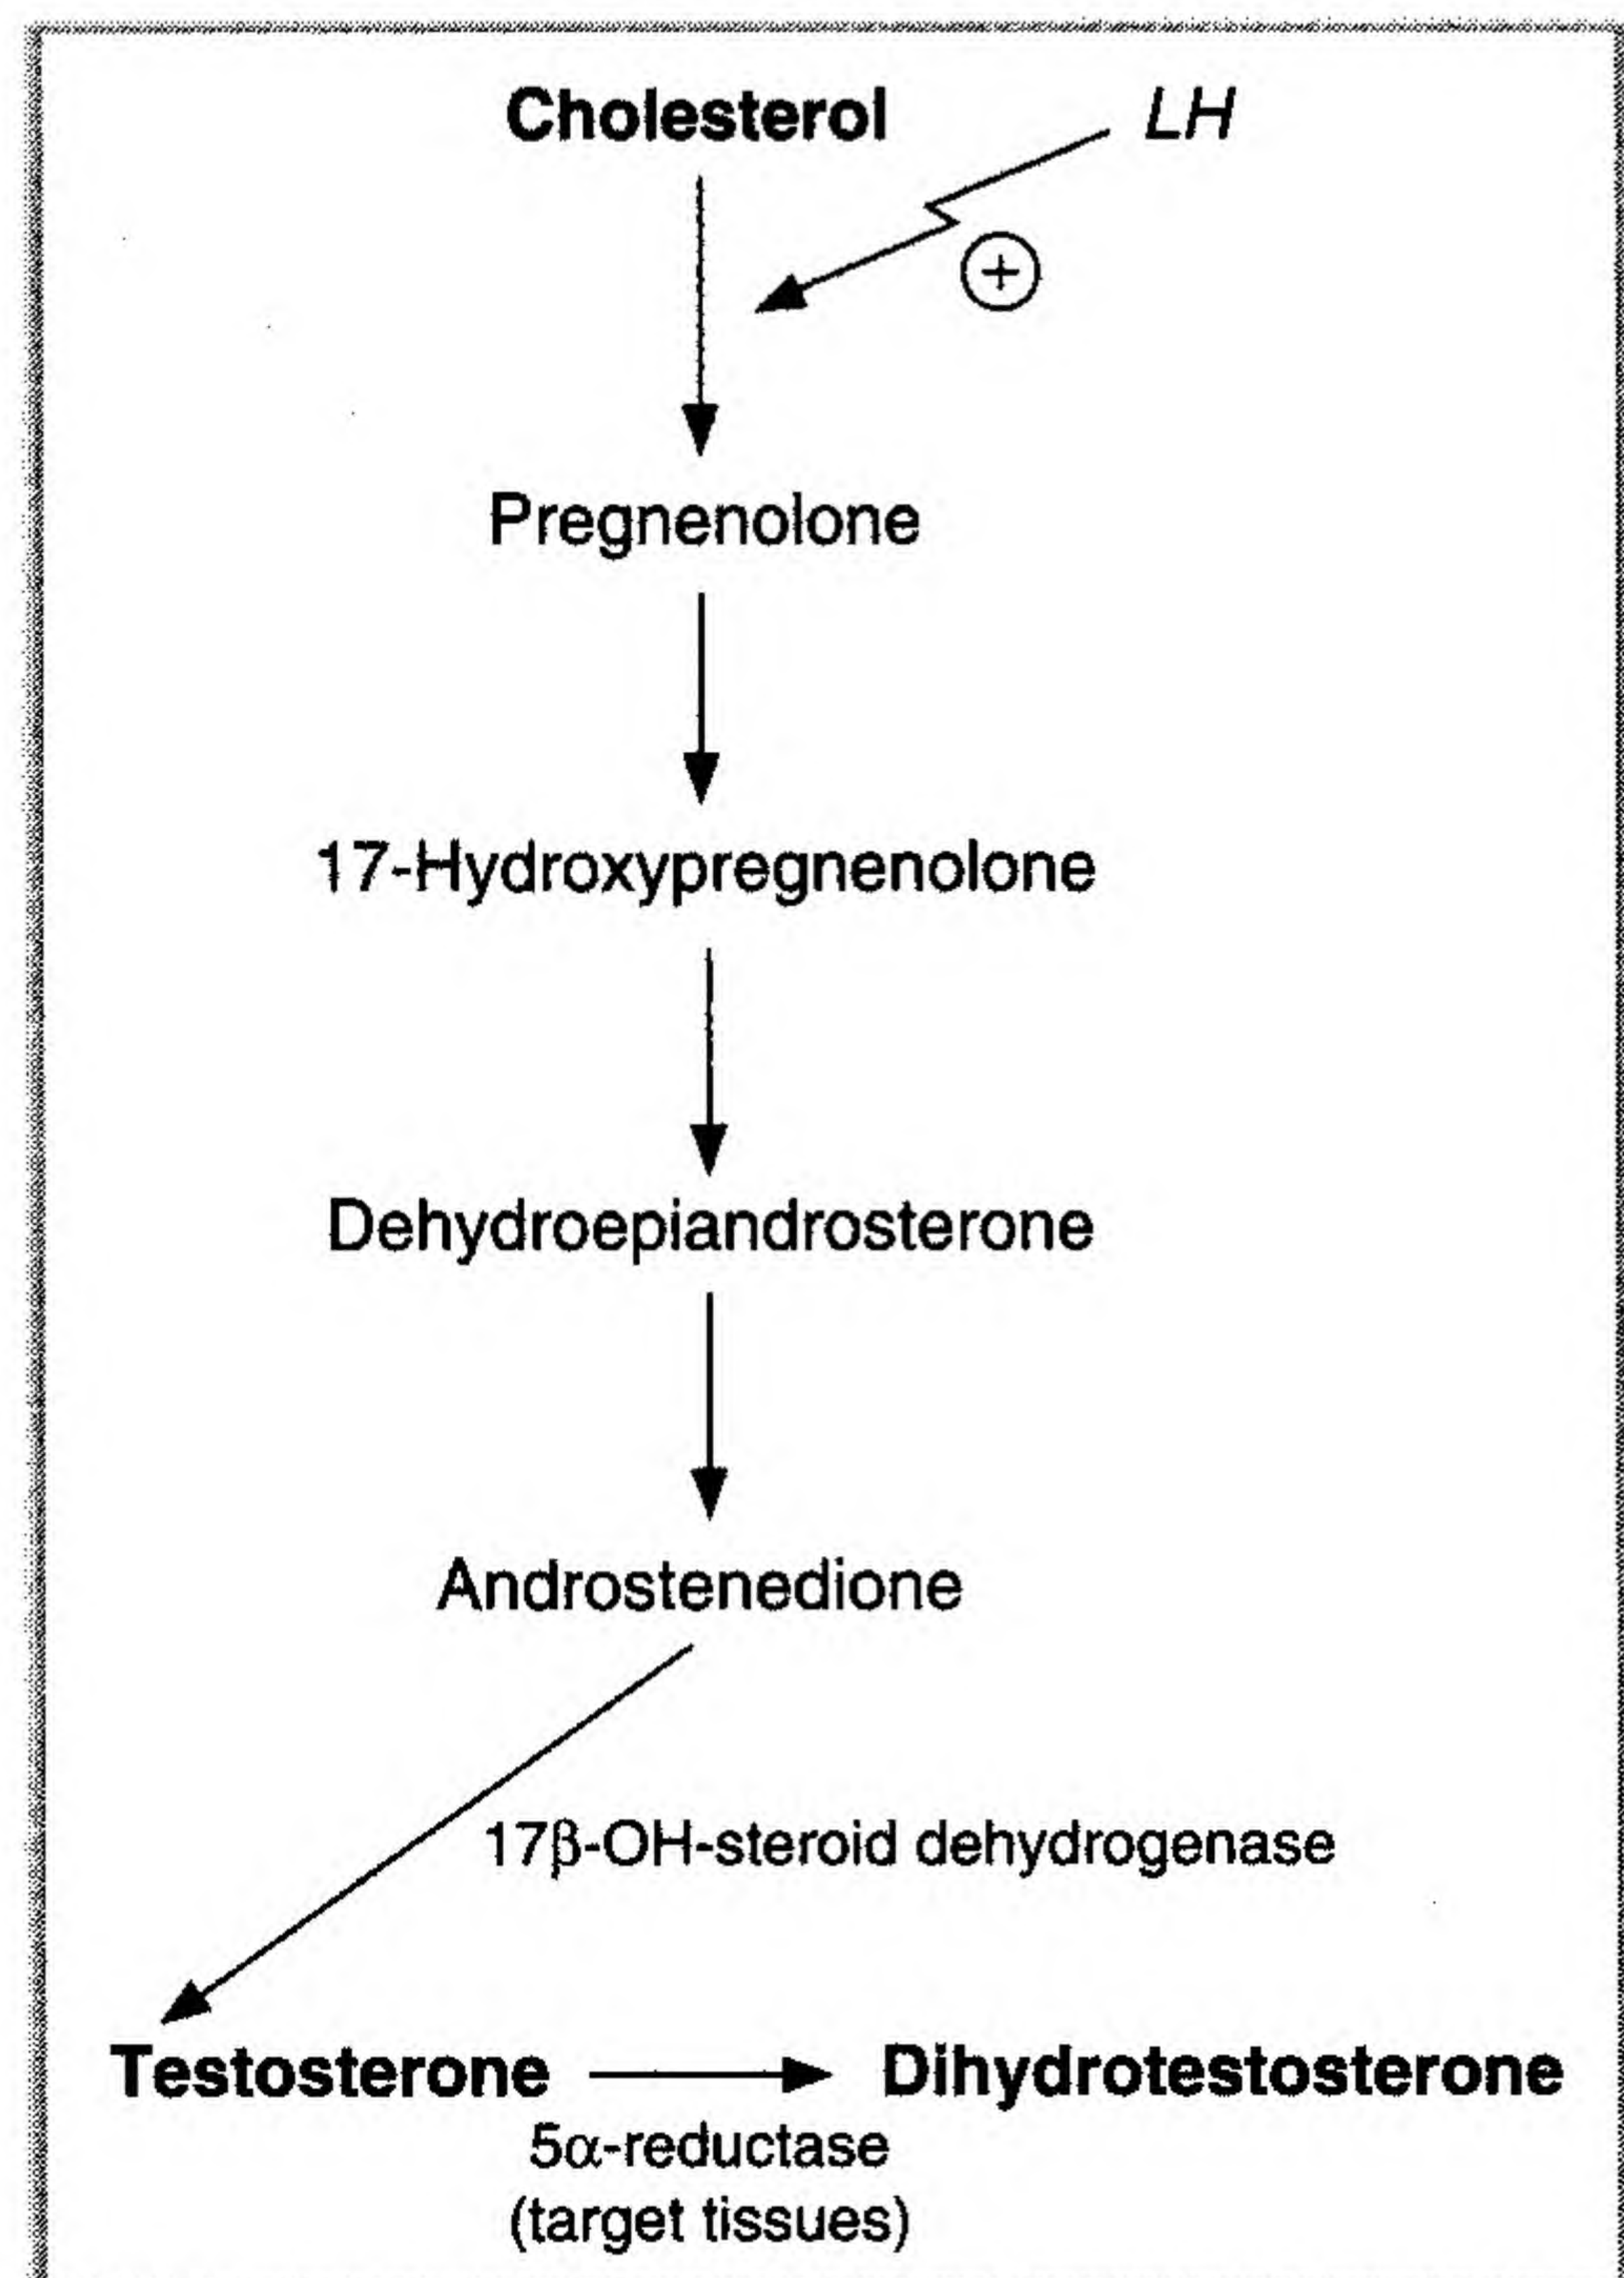 Cholesterol LH
+
Pregnenolone
17-Hydroxypregnenolone
Dehydroepiandrosterone
Androstenedione
17β-OH-steroid dehydrogenase
Testosterone Dihydrotestosterone
5α-reductase
(target tissues)